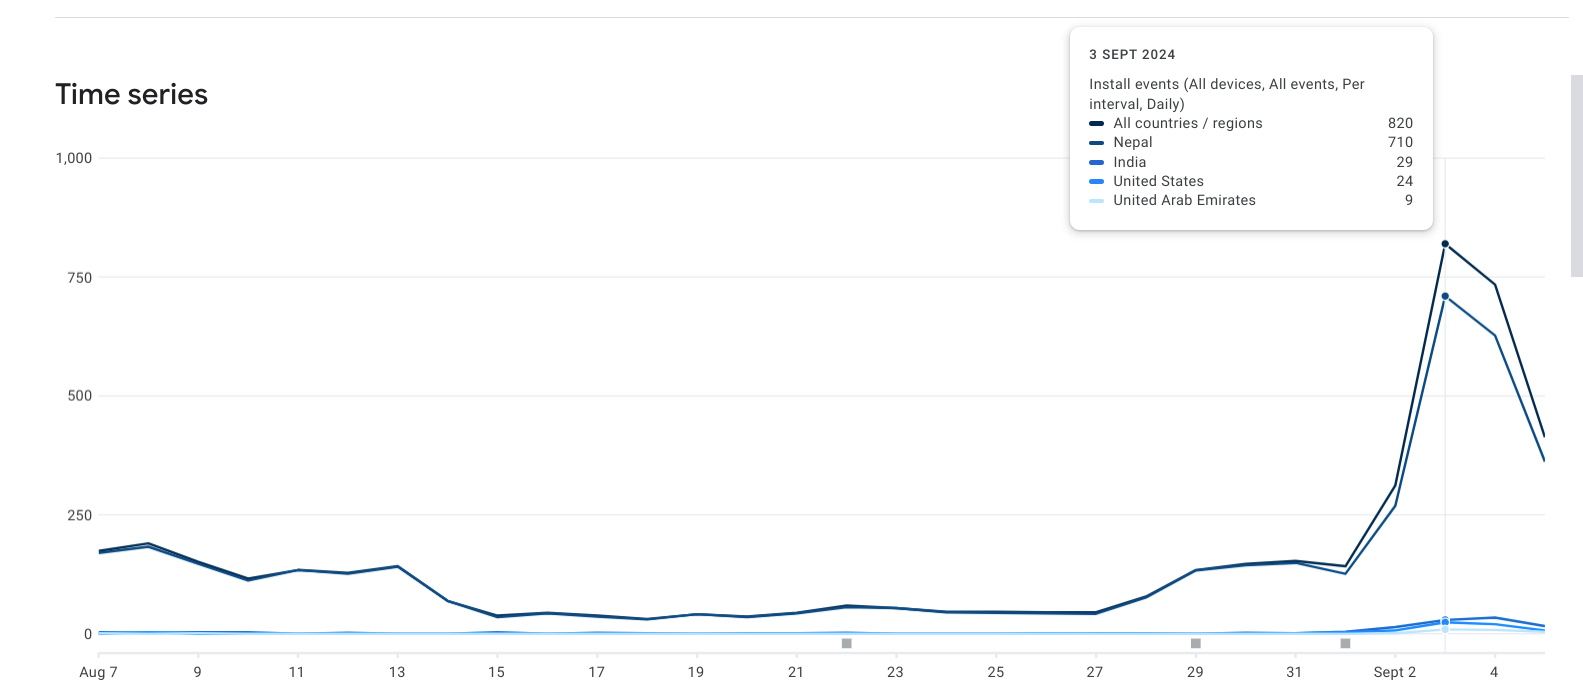 3 SEPT 2024
Time series
Install events (All devices, All events, Per
interval, Daily)
All countries / regions 820
Nepal 710
India 29
United States 24
United Arab Emirates 9
1,000
750
500
250
0
Aug 7 9 11 13 15 17 19 21 23 25 27 29 31 Sept 2 4